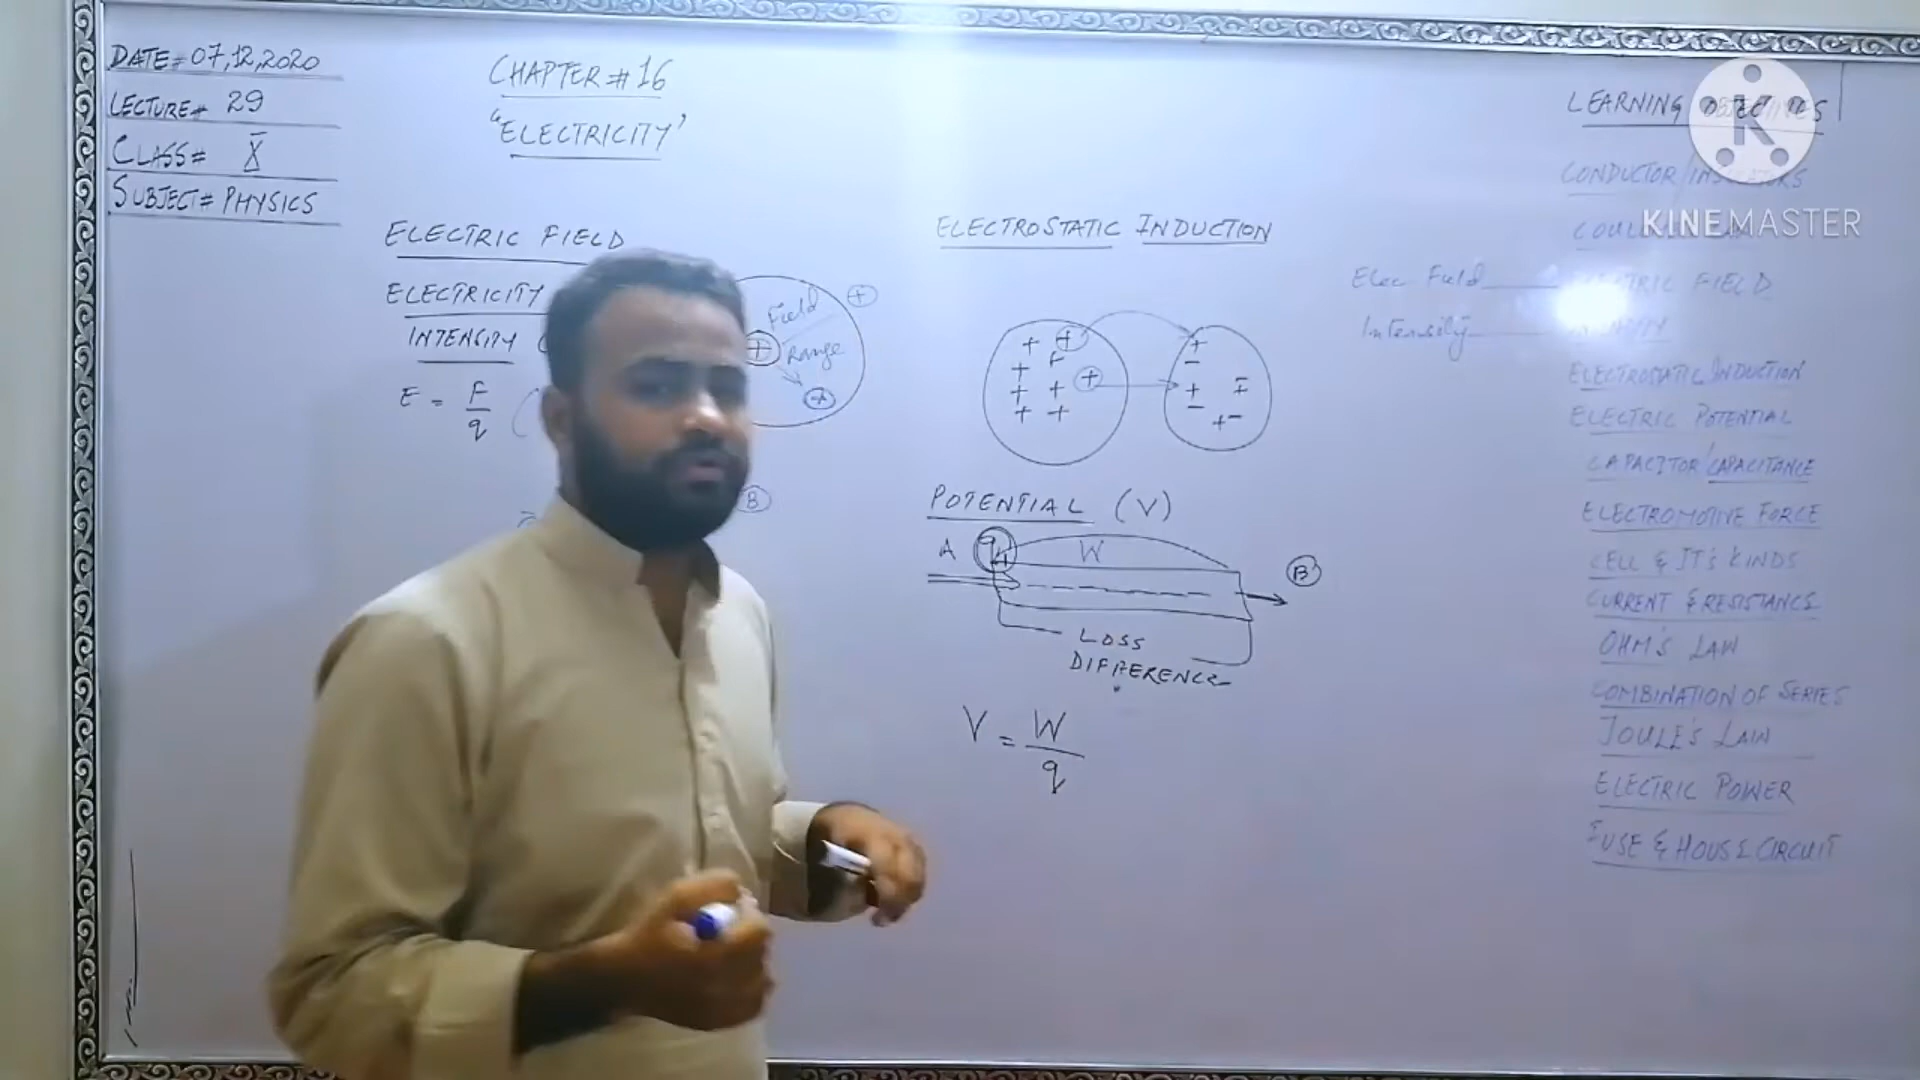 DATE# 07,12,2020
LECTURE# 29
CLASS# X
SUBJECT# PHYSICS
CHAPTER# 16
"ELECTRICITY"
ELECTRIC FIELD
ELECTRICITY
INTENSITY
E = F
q
Field
Range
+
+
+
B
ELECTROSTATIC INDUCTION
POTENTIAL (V)
A
W
B
LOSS
DIFFERENCE
V = W
q
LEARNING
CONDUCTOR/
Elec Field FIELD
Intensity
ELECTROSTATIC INDUCTION
ELECTRIC POTENTIAL
CAPACITOR/CAPACITANCE
ELECTROMOTIVE FORCE
CELL & IT'S KINDS
CURRENT & RESISTANCE
OHM'S LAW
COMBINATION OF SERIES
JOULE'S LAW
ELECTRIC POWER
FUSE & HOUSE CIRCUIT
K
KINEMASTER